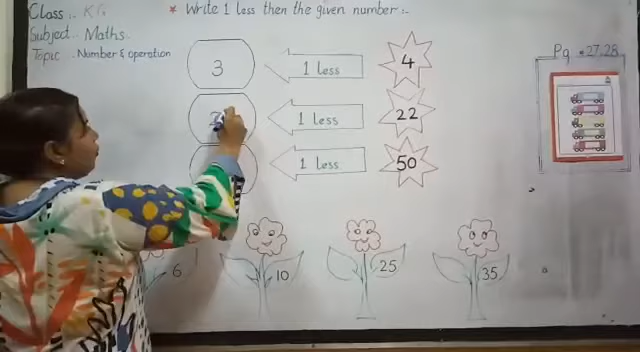 Class :. KG
* Write 1 less then the given number :-
Subject :. Maths.
Topic . Number & operation
Pg . 27.28
3 1 less 4
2 1 less 22
1 less 50
6 10 25 35